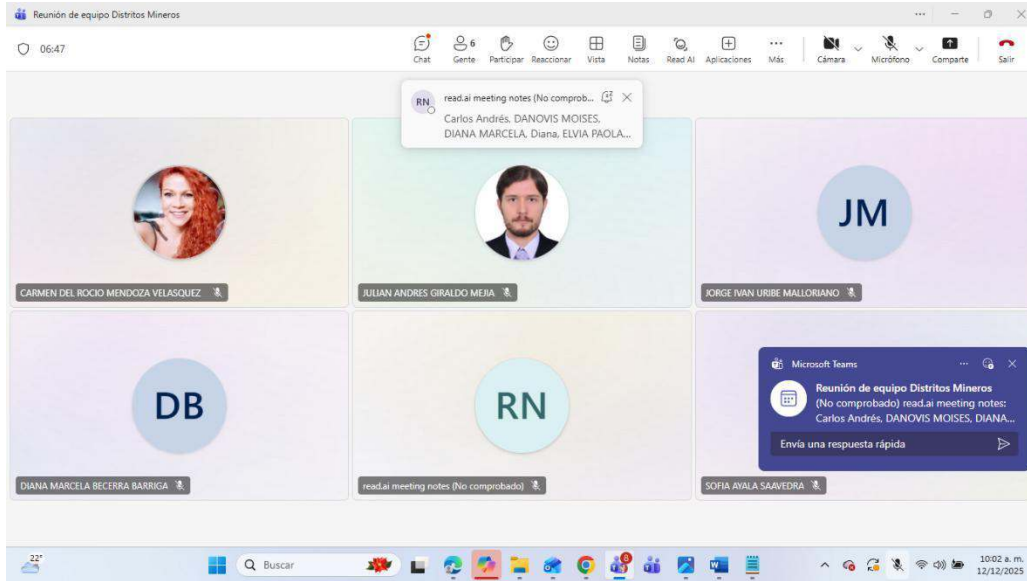 Reunión de equipo Distritos Mineros
06:47
Chat
6
Gente
Participar
Reaccionar
Vista
Notas
Read AI
Aplicaciones
Más
Cámara
Micrófono
Comparte
Salir
RN
read.ai meeting notes (No comprob...
Carlos Andrés, DANOVIS MOISES,
DIANA MARCELA, Diana, ELVIA PAOLA...
CARMEN DEL ROCIO MENDOZA VELASQUEZ
JULIAN ANDRES GIRALDO MEJIA
JM
JORGE IVAN URIBE MALLORIANO
DB
DIANA MARCELA BECERRA BARRIGA
RN
read.ai meeting notes (No comprobado)
SOFIA AYALA SAAVEDRA
Microsoft Teams
Reunión de equipo Distritos Mineros
(No comprobado) read.ai meeting notes:
Carlos Andrés, DANOVIS MOISES, DIANA...
Envía una respuesta rápida
22°
Buscar
8
10:02 a. m.
12/12/2025